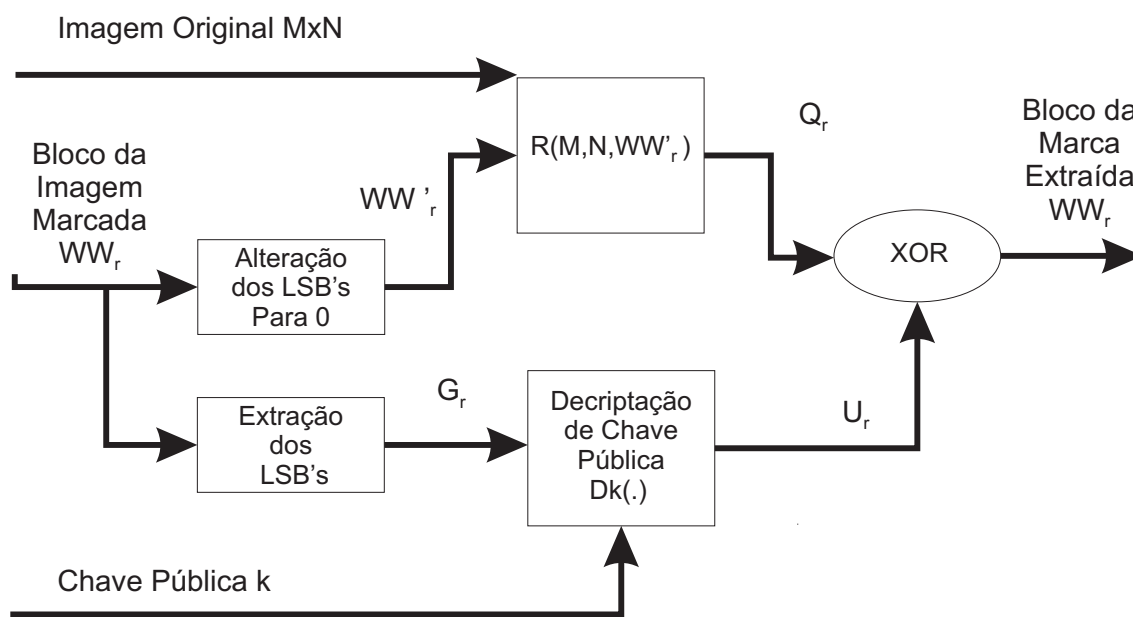 Imagem Original MxN
Bloco da
Imagem
Marcada
WWᵣ
WW 'ᵣ
R(M,N,WW'ᵣ )
Qᵣ
Bloco da
Marca
Extraída
WWᵣ
Alteração
dos LSB's
Para 0
XOR
Extração
dos
LSB's
Gᵣ
Decriptação
de Chave
Pública
Dk(.)
Uᵣ
Chave Pública k